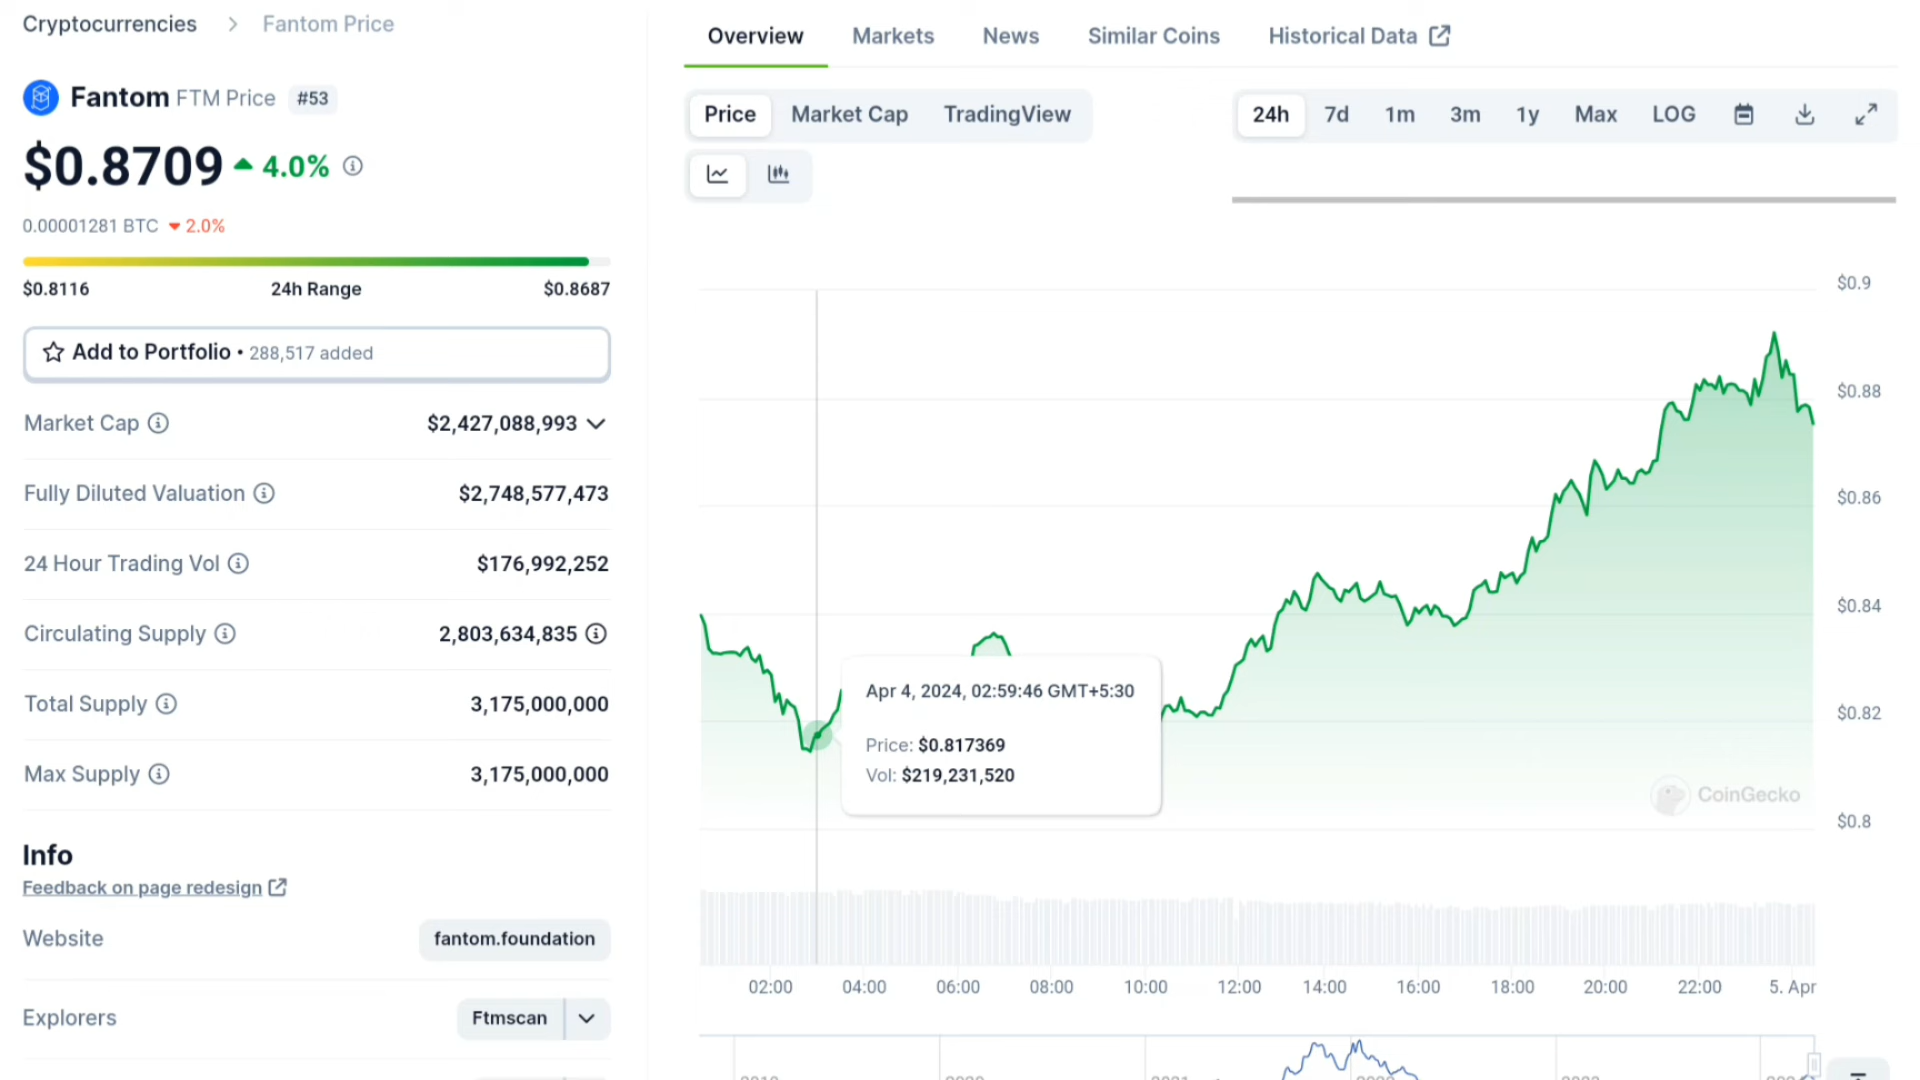 Cryptocurrencies > Fantom Price
Fantom FTM Price #53
$0.8709 4.0%
0.00001281 BTC 2.0%
$0.8116 24h Range $0.8687
Add to Portfolio • 288,517 added
Market Cap $2,427,088,993
Fully Diluted Valuation $2,748,577,473
24 Hour Trading Vol $176,992,252
Circulating Supply 2,803,634,835
Total Supply 3,175,000,000
Max Supply 3,175,000,000
Info
Feedback on page redesign
Website fantom.foundation
Explorers Ftmscan
Overview Markets News Similar Coins Historical Data
Price Market Cap TradingView
24h 7d 1m 3m 1y Max LOG
$0.9
$0.88
$0.86
$0.84
$0.82
$0.8
Apr 4, 2024, 02:59:46 GMT+5:30
Price: $0.817369
Vol: $219,231,520
CoinGecko
02:00 04:00 06:00 08:00 10:00 12:00 14:00 16:00 18:00 20:00 22:00 5. Apr